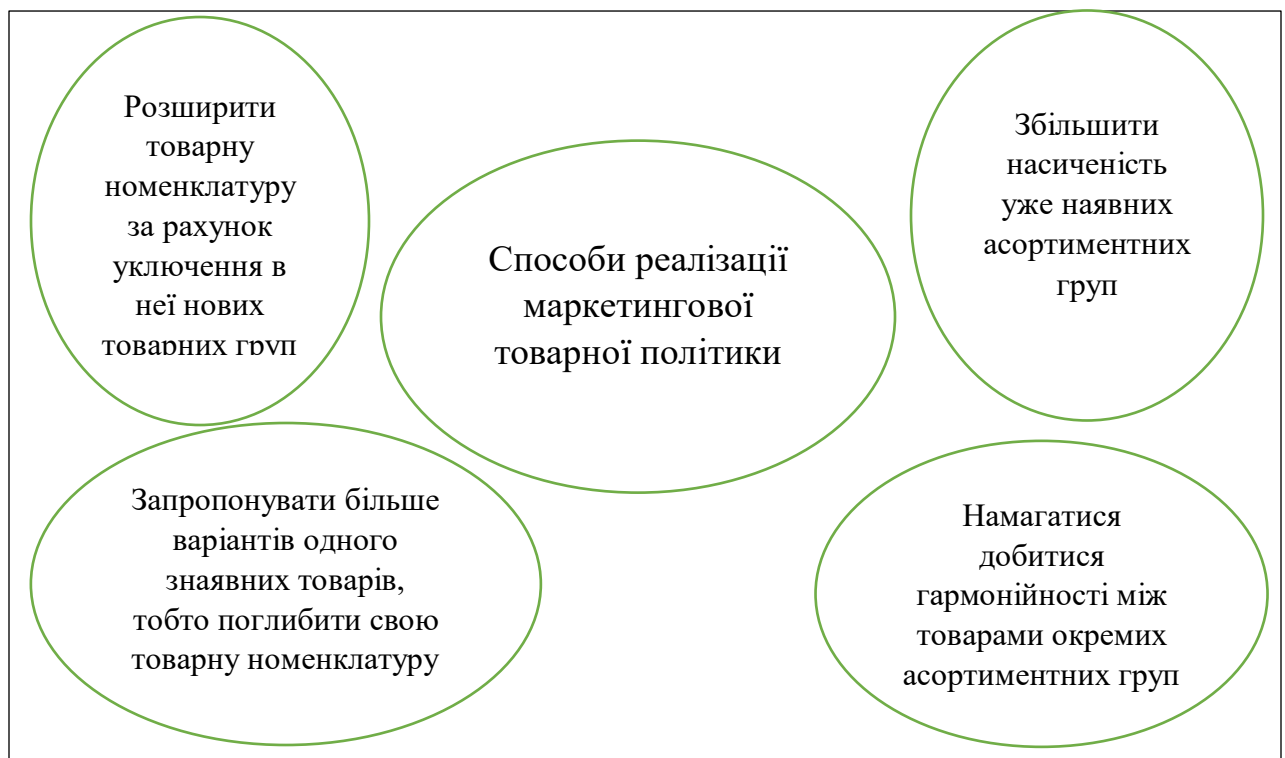 Розширити
товарну
номенклатуру
за рахунок
уключення в
неї нових
товарних груп
Способи реалізації
маркетингової
товарної політики
Збільшити
насиченість
уже наявних
асортиментних
груп
Запропонувати більше
варіантів одного
знаявних товарів,
тобто поглибити свою
товарну номенклатуру
Намагатися
добитися
гармонійності між
товарами окремих
асортиментних груп